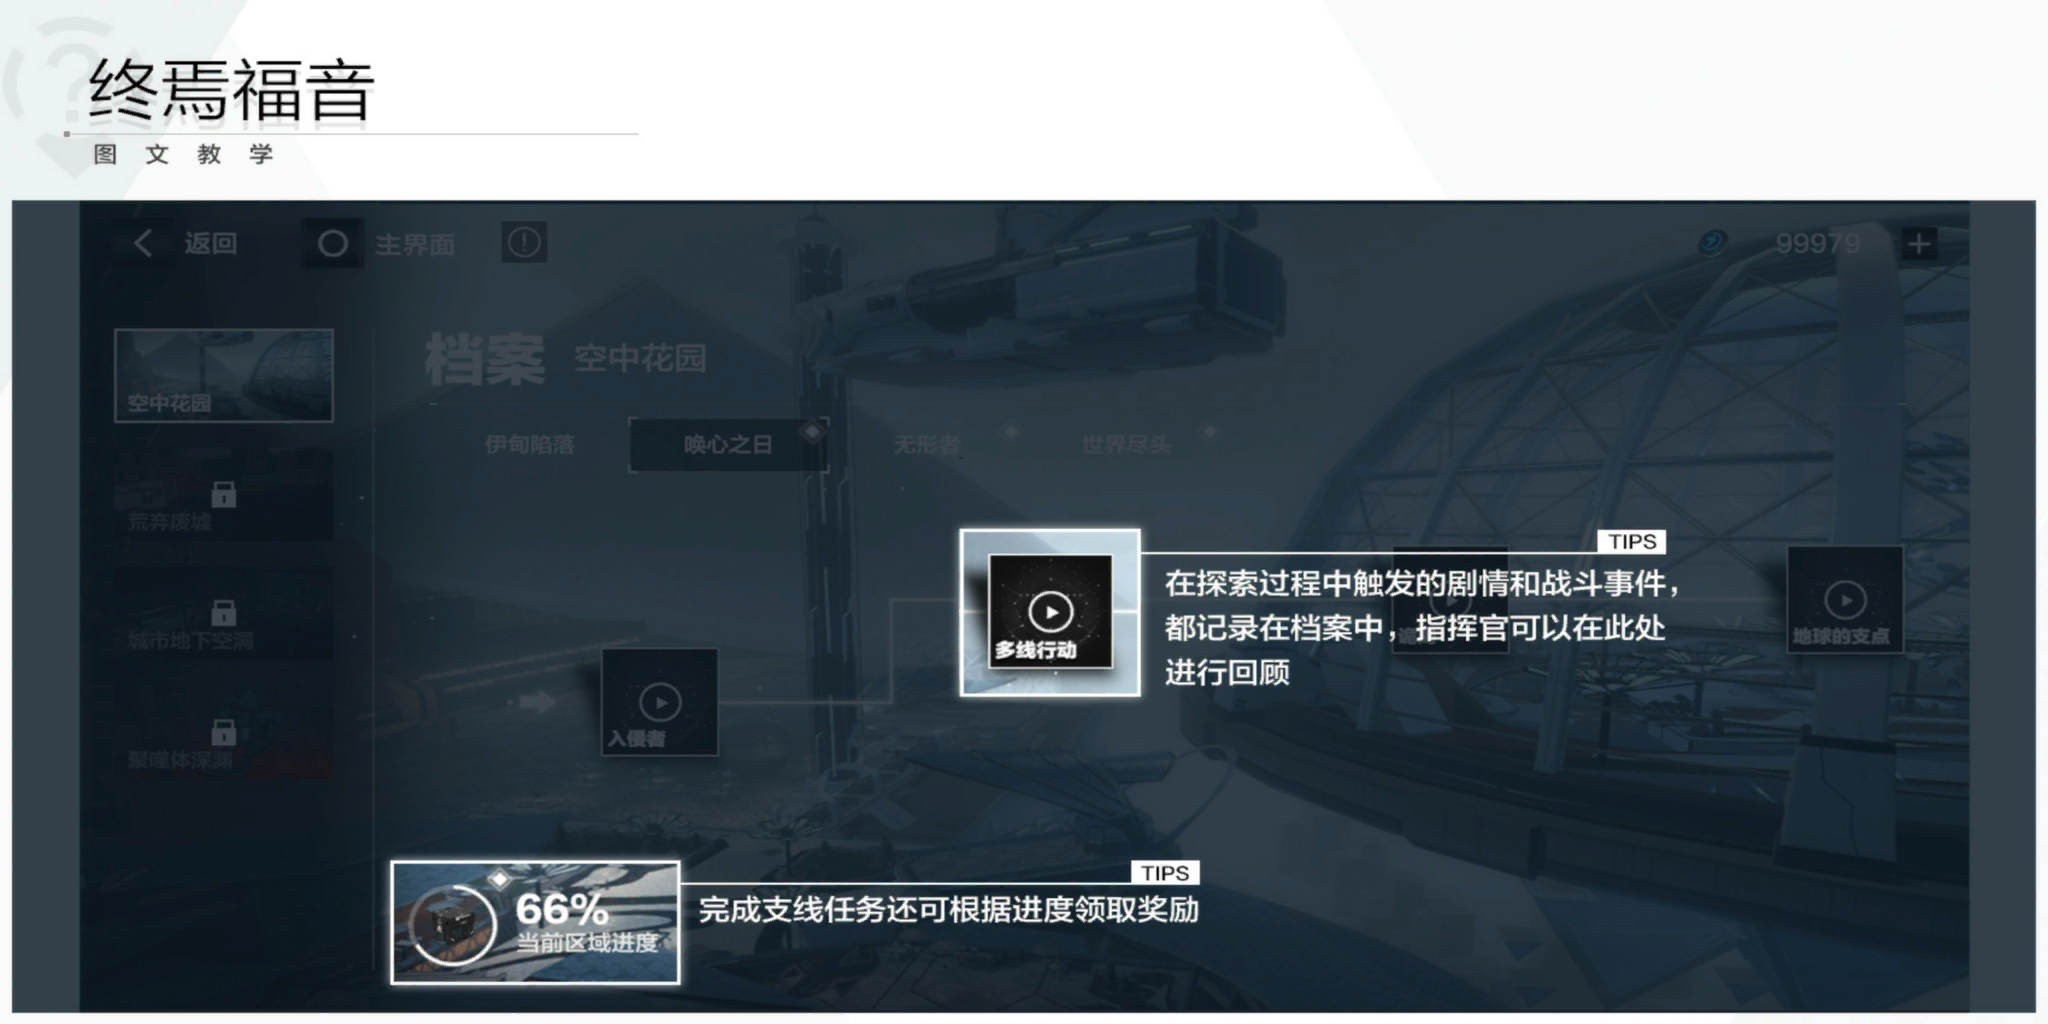 终焉福音
图文教学
返回
主界面
99979
空中花园
档案 空中花园
伊甸陷落
唤心之日
无形者
世界尽头
荒弃废墟
城市地下空洞
聚噬体深渊
入侵者
多线行动
地球的支点
TIPS
在探索过程中触发的剧情和战斗事件，
都记录在档案中，指挥官可以在此处
进行回顾
66%
当前区域进度
TIPS
完成支线任务还可根据进度领取奖励